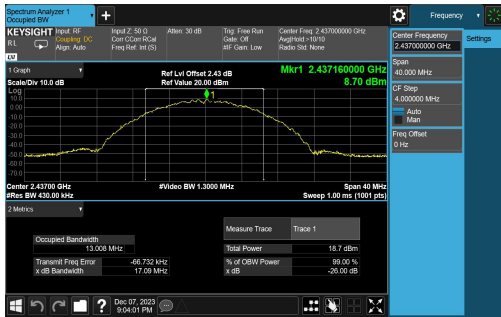 Spectrum Analyzer 1
Occupied BW
Frequency
KEYSIGHT
RL
Input: RF
Coupling: DC
Align: Auto
Input Z: 50 Ω
Corr CCorr RCal
Freq Ref: Int (S)
Atten: 30 dB
Trig: Free Run
Gate: Off
#IF Gain: Low
Center Freq: 2.437000000 GHz
Avg|Hold:>10/10
Radio Std: None
LV
Center Frequency
2.437000000 GHz
Settings
Span
40.000 MHz
CF Step
4.000000 MHz
Auto
Man
Freq Offset
0 Hz
1 Graph
Scale/Div 10.0 dB
Ref Lvl Offset 2.43 dB
Ref Value 20.00 dBm
Mkr1 2.437160000 GHz
8.70 dBm
Log
10.0
0.00
-10.0
-20.0
-30.0
-40.0
-50.0
-60.0
-70.0
1
Center 2.43700 GHz
#Res BW 430.00 kHz
#Video BW 1.3000 MHz
Span 40 MHz
Sweep 1.00 ms (1001 pts)
2 Metrics
Measure Trace
Trace 1
Occupied Bandwidth
13.008 MHz
Total Power
18.7 dBm
Transmit Freq Error
-66.732 kHz
% of OBW Power
99.00 %
x dB Bandwidth
17.09 MHz
x dB
-26.00 dB
Dec 07, 2023
9:04:01 PM